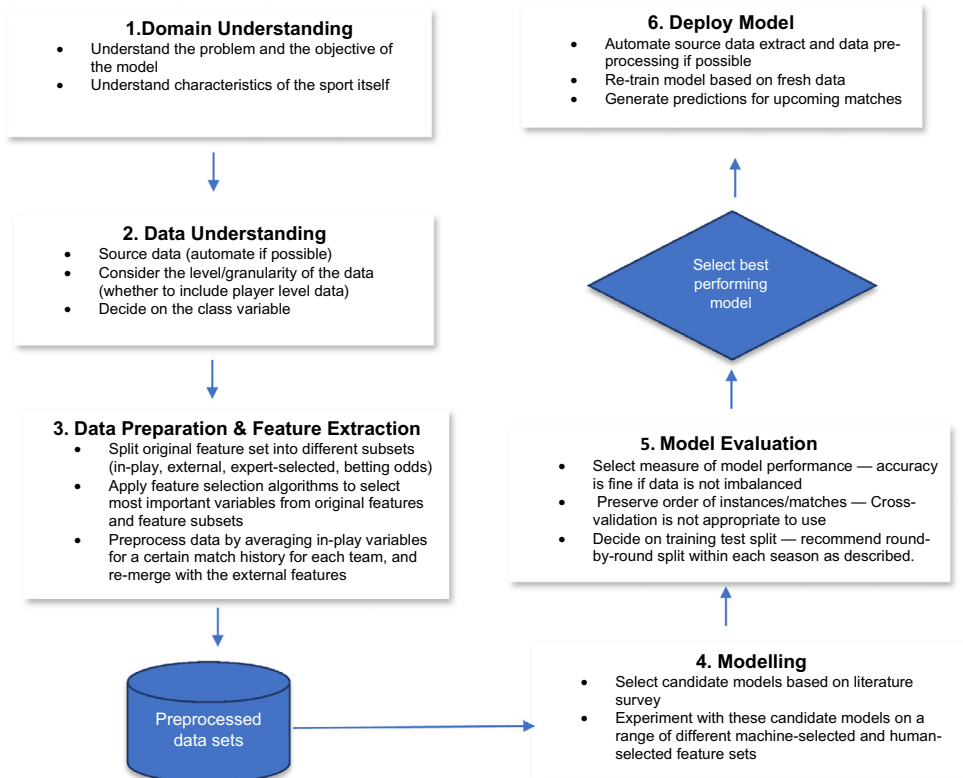 1.Domain Understanding
• Understand the problem and the objective of
the model
• Understand characteristics of the sport itself
2. Data Understanding
• Source data (automate if possible)
• Consider the level/granularity of the data
(whether to include player level data)
• Decide on the class variable
3. Data Preparation & Feature Extraction
• Split original feature set into different subsets
(in-play, external, expert-selected, betting odds)
• Apply feature selection algorithms to select
most important variables from original features
and feature subsets
• Preprocess data by averaging in-play variables
for a certain match history for each team, and
re-merge with the external features
Preprocessed
data sets
4. Modelling
• Select candidate models based on literature
survey
• Experiment with these candidate models on a
range of different machine-selected and human-
selected feature sets
5. Model Evaluation
• Select measure of model performance — accuracy
is fine if data is not imbalanced
• Preserve order of instances/matches — Cross-
validation is not appropriate to use
• Decide on training test split — recommend round-
by-round split within each season as described.
Select best
performing
model
6. Deploy Model
• Automate source data extract and data pre-
processing if possible
• Re-train model based on fresh data
• Generate predictions for upcoming matches